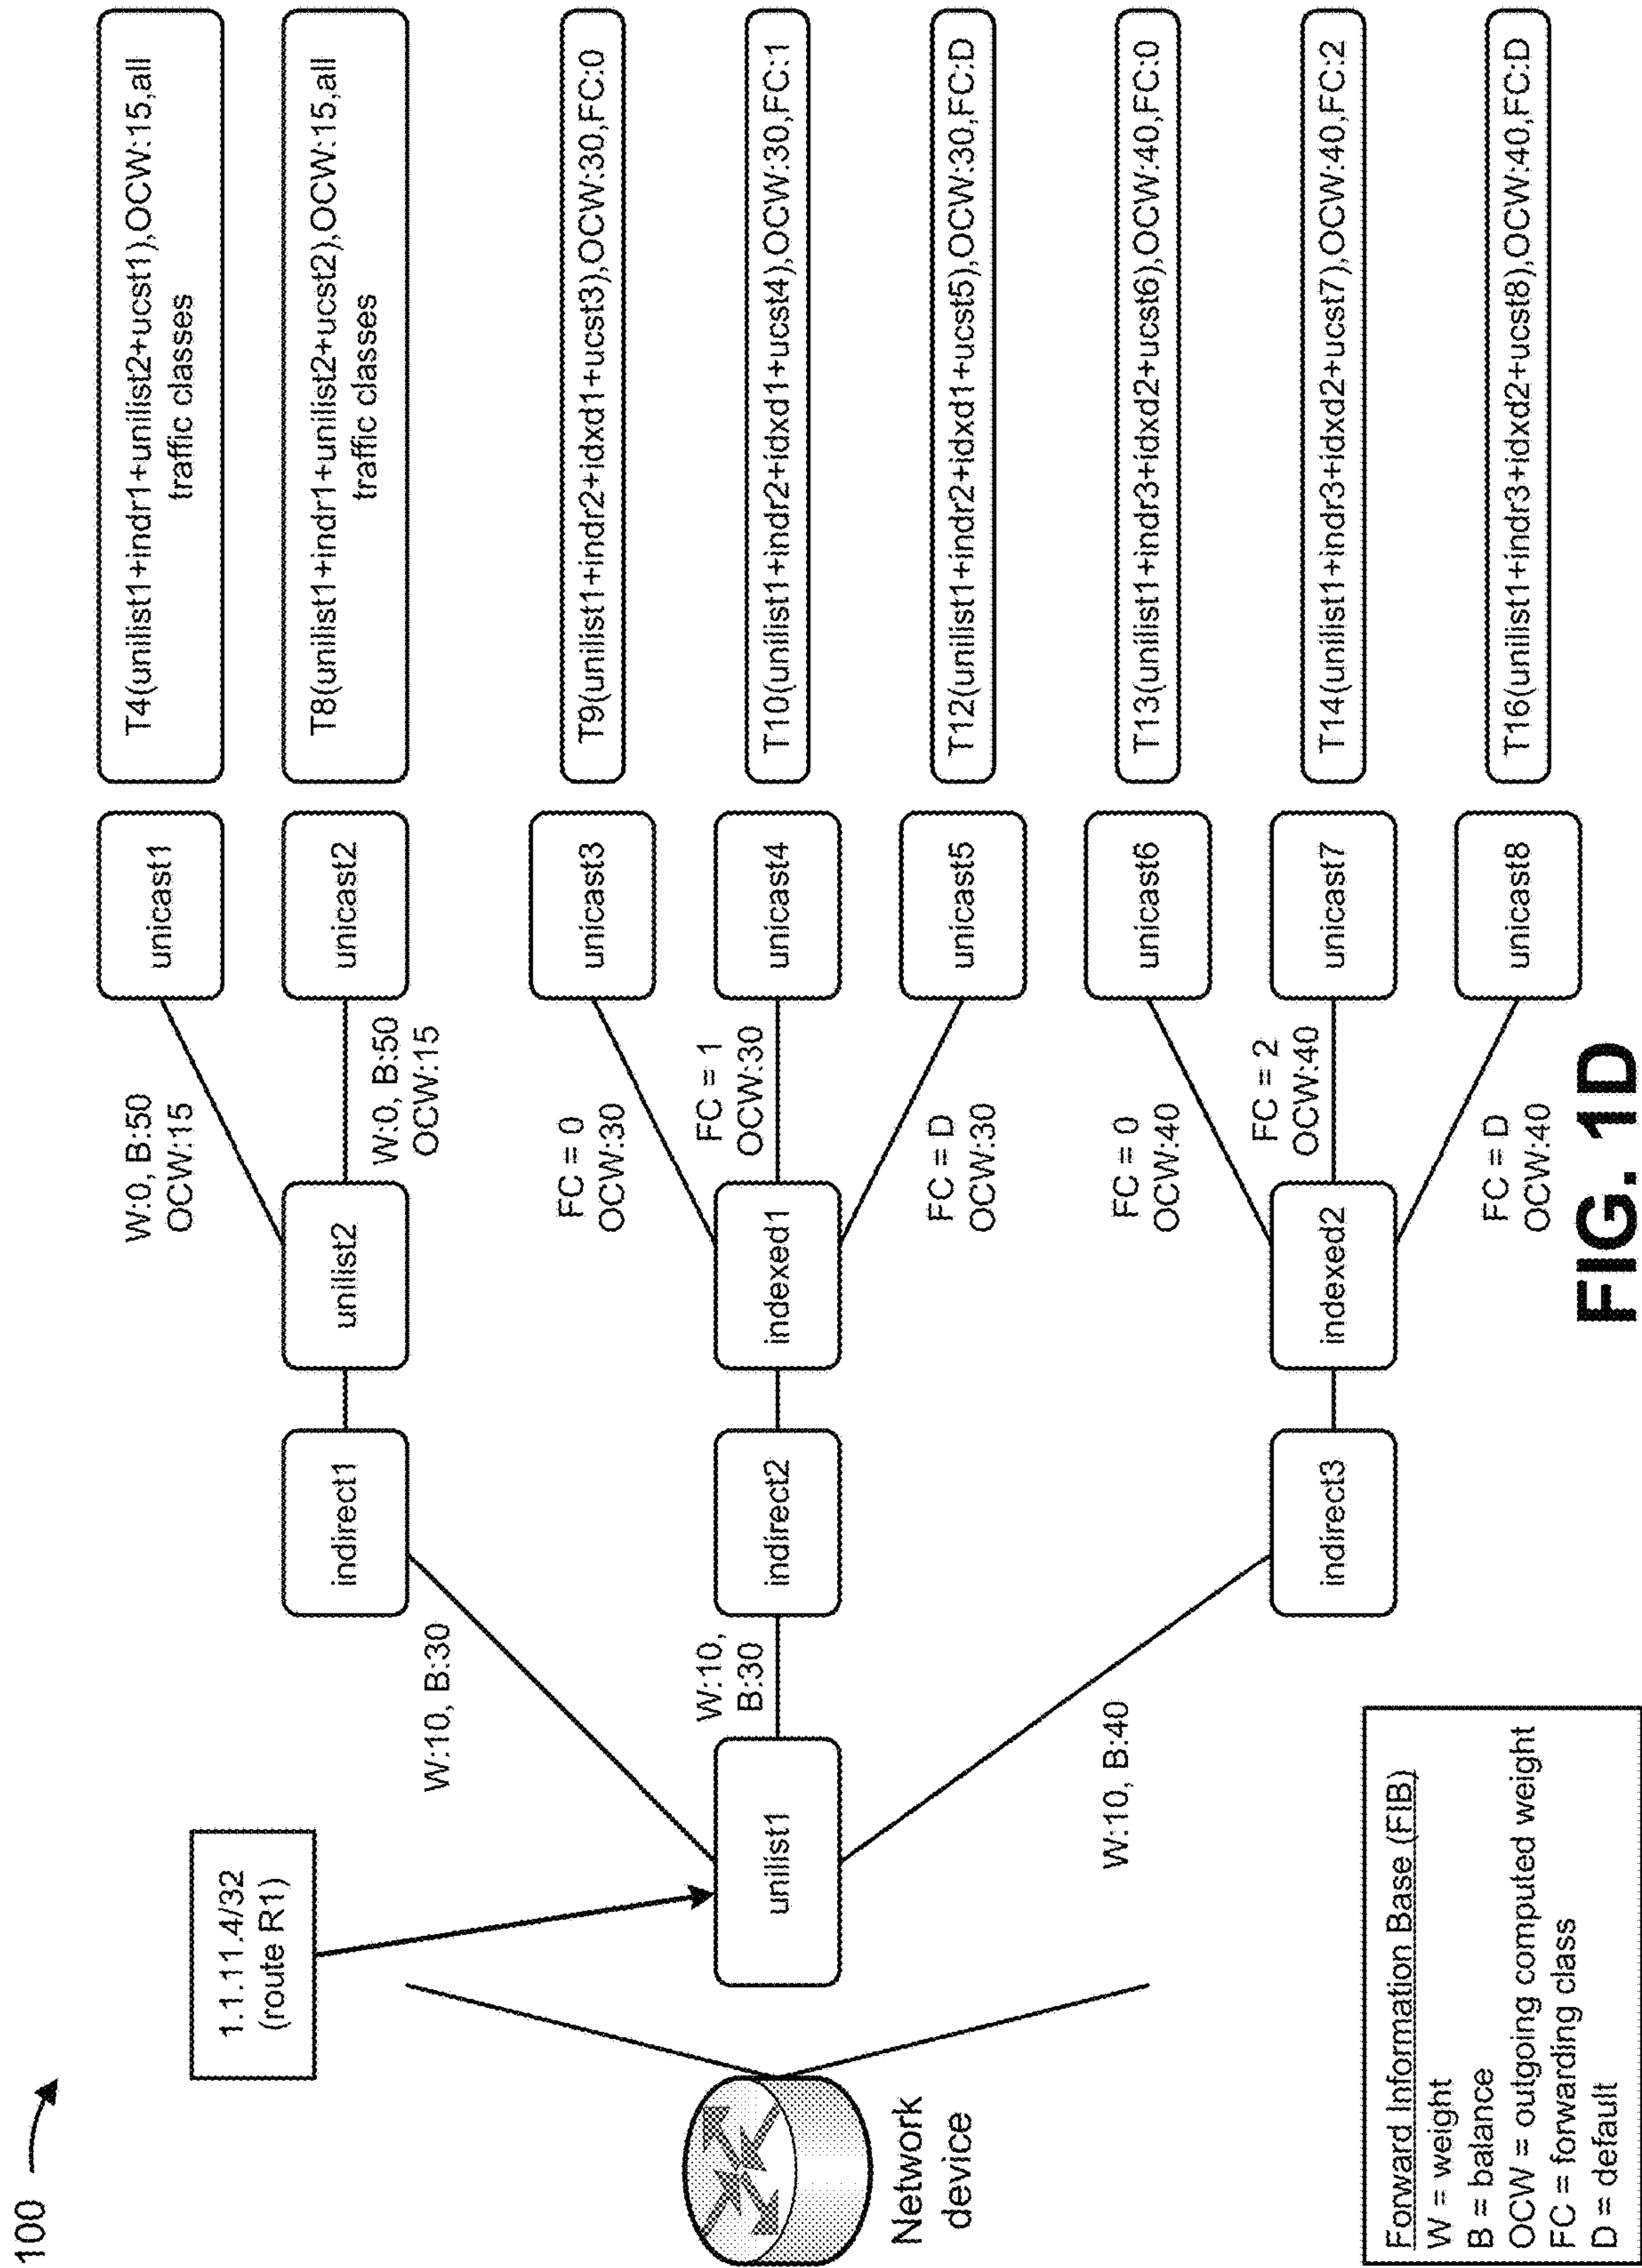 100
1.1.11.4/32
(route R1)
Network
device
unilist1
W:10, B:30
W:10,
B:30
W:10, B:40
indirect1
indirect2
indirect3
unilist2
indexed1
indexed2
W:0, B:50
OCW:15
W:0, B:50
OCW:15
FC = 0
OCW:30
FC = 1
OCW:30
FC = D
OCW:30
FC = 0
OCW:40
FC = 2
OCW:40
FC = D
OCW:40
unicast1
unicast2
unicast3
unicast4
unicast5
unicast6
unicast7
unicast8
T4(unilist1+indr1+unilist2+ucst1),OCW:15,all
traffic classes
T8(unilist1+indr1+unilist2+ucst2),OCW:15,all
traffic classes
T9(unilist1+indr2+idxd1+ucst3),OCW:30,FC:0
T10(unilist1+indr2+idxd1+ucst4),OCW:30,FC:1
T12(unilist1+indr2+idxd1+ucst5),OCW:30,FC:D
T13(unilist1+indr3+idxd2+ucst6),OCW:40,FC:0
T14(unilist1+indr3+idxd2+ucst7),OCW:40,FC:2
T16(unilist1+indr3+idxd2+ucst8),OCW:40,FC:D
Forward Information Base (FIB)
W = weight
B = balance
OCW = outgoing computed weight
FC = forwarding class
D = default
FIG. 1D